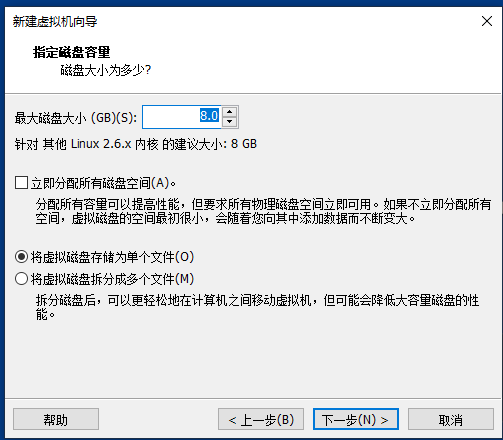 新建虚拟机向导
指定磁盘容量
磁盘大小为多少?
最大磁盘大小 (GB)(S): 8.0
针对 其他 Linux 2.6.x 内核 的建议大小: 8 GB
立即分配所有磁盘空间(A)。
分配所有容量可以提高性能，但要求所有物理磁盘空间立即可用。如果不立即分配所有
空间，虚拟磁盘的空间最初很小，会随着您向其中添加数据而不断变大。
将虚拟磁盘存储为单个文件(O)
将虚拟磁盘拆分成多个文件(M)
拆分磁盘后，可以更轻松地在计算机之间移动虚拟机，但可能会降低大容量磁盘的性
能。
帮助 < 上一步(B) 下一步(N) > 取消